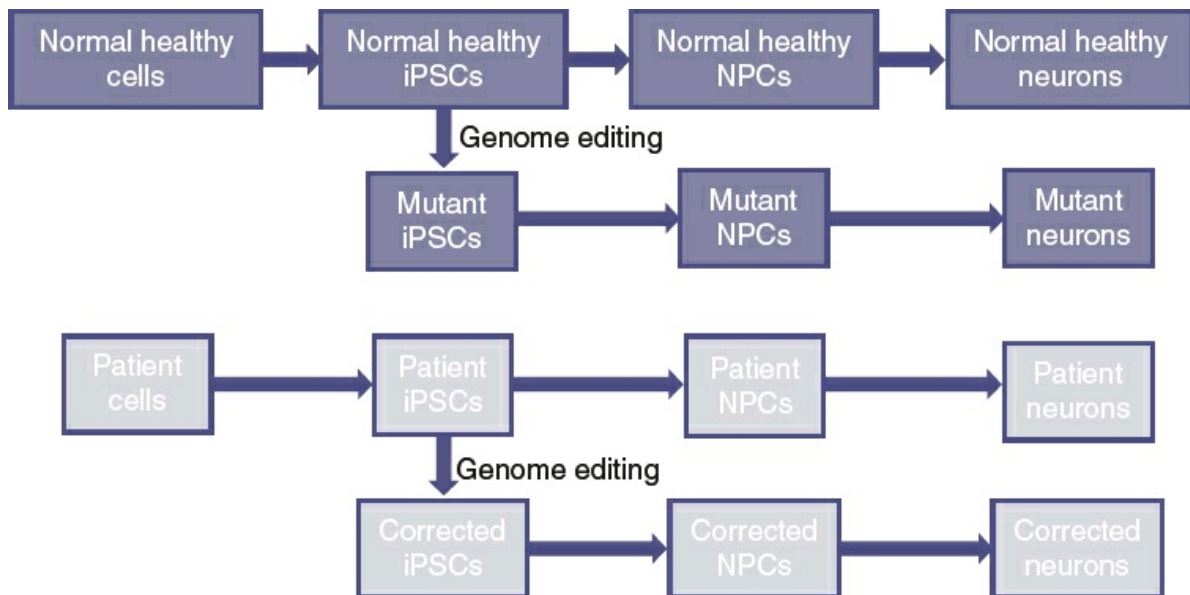 Normal healthy
cells
Normal healthy
iPSCs
Normal healthy
NPCs
Normal healthy
neurons
Genome editing
Mutant
iPSCs
Mutant
NPCs
Mutant
neurons
Patient
cells
Patient
iPSCs
Patient
NPCs
Patient
neurons
Genome editing
Corrected
iPSCs
Corrected
NPCs
Corrected
neurons